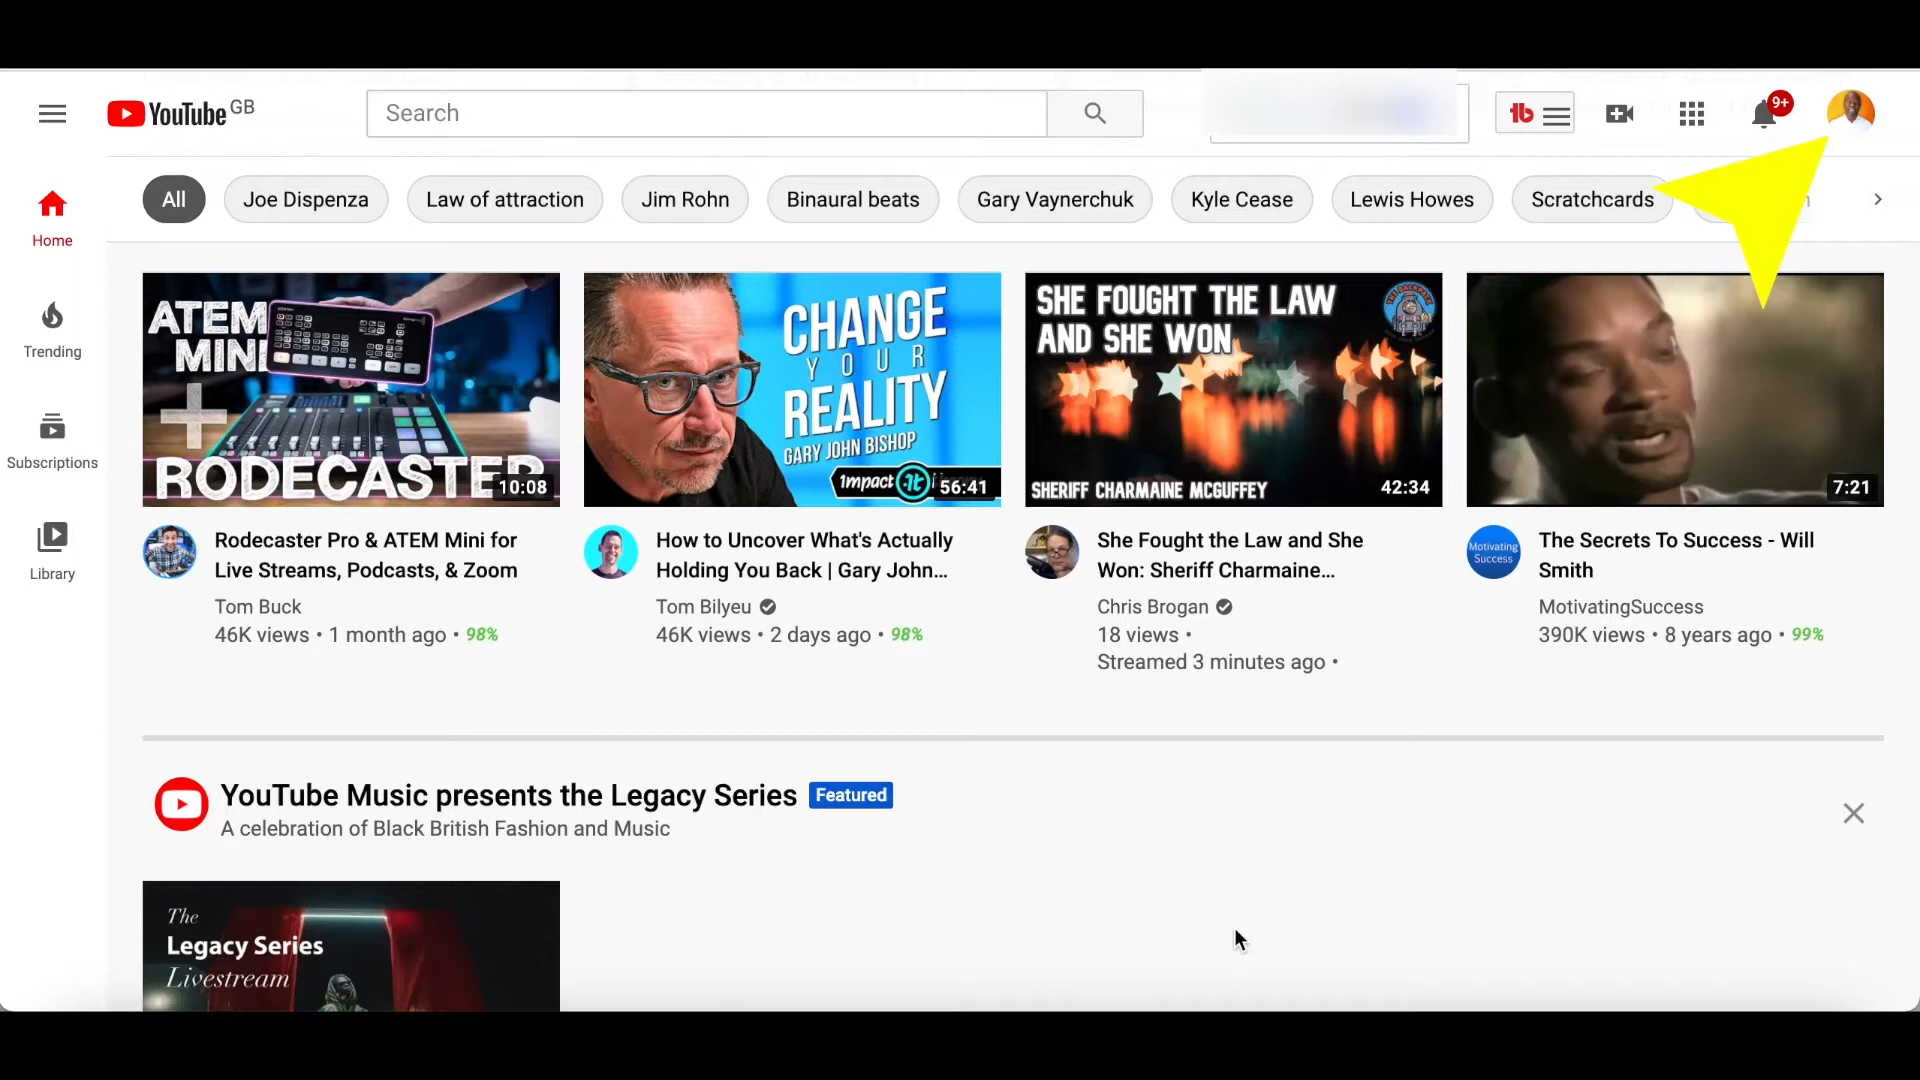 YouTube GB
Search
tb
9+
All
Joe Dispenza
Law of attraction
Jim Rohn
Binaural beats
Gary Vaynerchuk
Kyle Cease
Lewis Howes
Scratchcards
Home
Trending
Subscriptions
Library
ATEM
MINI
+
RODECASTER
10:08
CHANGE
YOUR
REALITY
GARY JOHN BISHOP
Impact
56:41
SHE FOUGHT THE LAW
AND SHE WON
SHERIFF CHARMAINE MCGUFFEY
42:34
7:21
Rodecaster Pro & ATEM Mini for
Live Streams, Podcasts, & Zoom
Tom Buck
46K views • 1 month ago • 98%
How to Uncover What's Actually
Holding You Back | Gary John...
Tom Bilyeu
46K views • 2 days ago • 98%
She Fought the Law and She
Won: Sheriff Charmaine...
Chris Brogan
18 views •
Streamed 3 minutes ago •
Motivating
Success
The Secrets To Success - Will
Smith
MotivatingSuccess
390K views • 8 years ago • 99%
YouTube Music presents the Legacy Series Featured
A celebration of Black British Fashion and Music
The
Legacy Series
Livestream